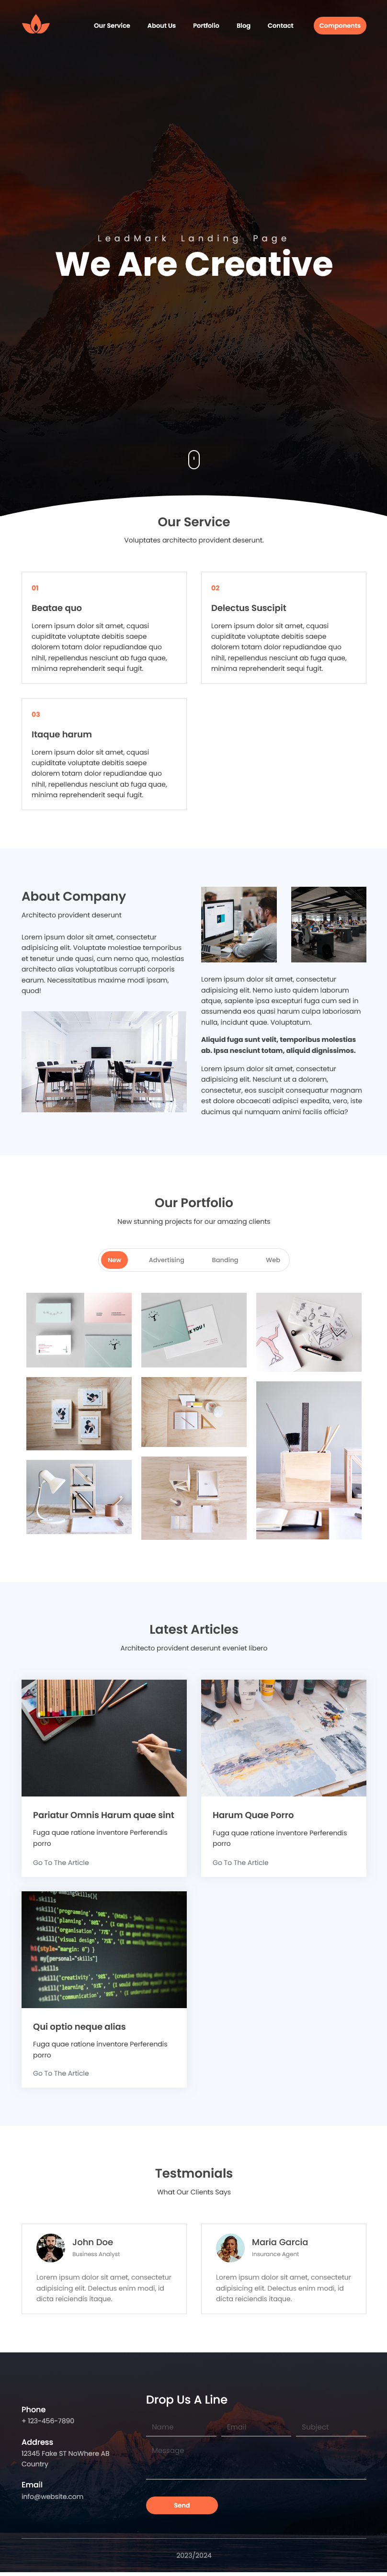 Our Service About Us Portfolio Blog Contact Components
LeadMark Landing Page
We Are Creative
Our Service
Voluptates architecto provident deserunt.
01
Beatae quo
Lorem ipsum dolor sit amet, cquasi
cupiditate voluptate debitis saepe
dolorem totam dolor repudiandae quo
nihil, repellendus nesciunt ab fuga quae,
minima reprehenderit sequi fugit.
02
Delectus Suscipit
Lorem ipsum dolor sit amet, cquasi
cupiditate voluptate debitis saepe
dolorem totam dolor repudiandae quo
nihil, repellendus nesciunt ab fuga quae,
minima reprehenderit sequi fugit.
03
Itaque harum
Lorem ipsum dolor sit amet, cquasi
cupiditate voluptate debitis saepe
dolorem totam dolor repudiandae quo
nihil, repellendus nesciunt ab fuga quae,
minima reprehenderit sequi fugit.
About Company
Architecto provident deserunt
Lorem ipsum dolor sit amet, consectetur
adipisicing elit. Voluptate molestiae temporibus
et tenetur unde quasi, cum nemo quo, molestias
architecto alias voluptatibus corrupti corporis
earum. Necessitatibus maxime modi ipsam,
quod!
Lorem ipsum dolor sit amet, consectetur
adipisicing elit. Nemo iusto quidem laborum
atque, sapiente ipsa excepturi fuga cum sed in
assumenda eos quasi harum culpa laboriosam
nulla, incidunt quae. Voluptatum.
Aliquid fuga sunt velit, temporibus molestias
ab. Ipsa nesciunt totam, aliquid dignissimos.
Lorem ipsum dolor sit amet, consectetur
adipisicing elit. Nesciunt ut a dolorem,
consectetur, eos suscipit consequatur magnam
est dolore obcaecati adipisci expedita, vero, iste
ducimus qui numquam animi facilis officia?
Our Portfolio
New stunning projects for our amazing clients
New Advertising Banding Web
Latest Articles
Architecto provident deserunt eveniet libero
Pariatur Omnis Harum quae sint
Fuga quae ratione inventore Perferendis
porro
Go To The Article
Harum Quae Porro
Fuga quae ratione inventore Perferendis
porro
Go To The Article
Qui optio neque alias
Fuga quae ratione inventore Perferendis
porro
Go To The Article
Testmonials
What Our Clients Says
John Doe
Business Analyst
Lorem ipsum dolor sit amet, consectetur
adipisicing elit. Delectus enim modi, id
dicta reiciendis itaque.
Maria Garcia
Insurance Agent
Lorem ipsum dolor sit amet, consectetur
adipisicing elit. Delectus enim modi, id
dicta reiciendis itaque.
Phone
+ 123-456-7890
Address
12345 Fake ST NoWhere AB
Country
Email
info@website.com
Drop Us A Line
Name Email Subject
Message
Send
2023/2024